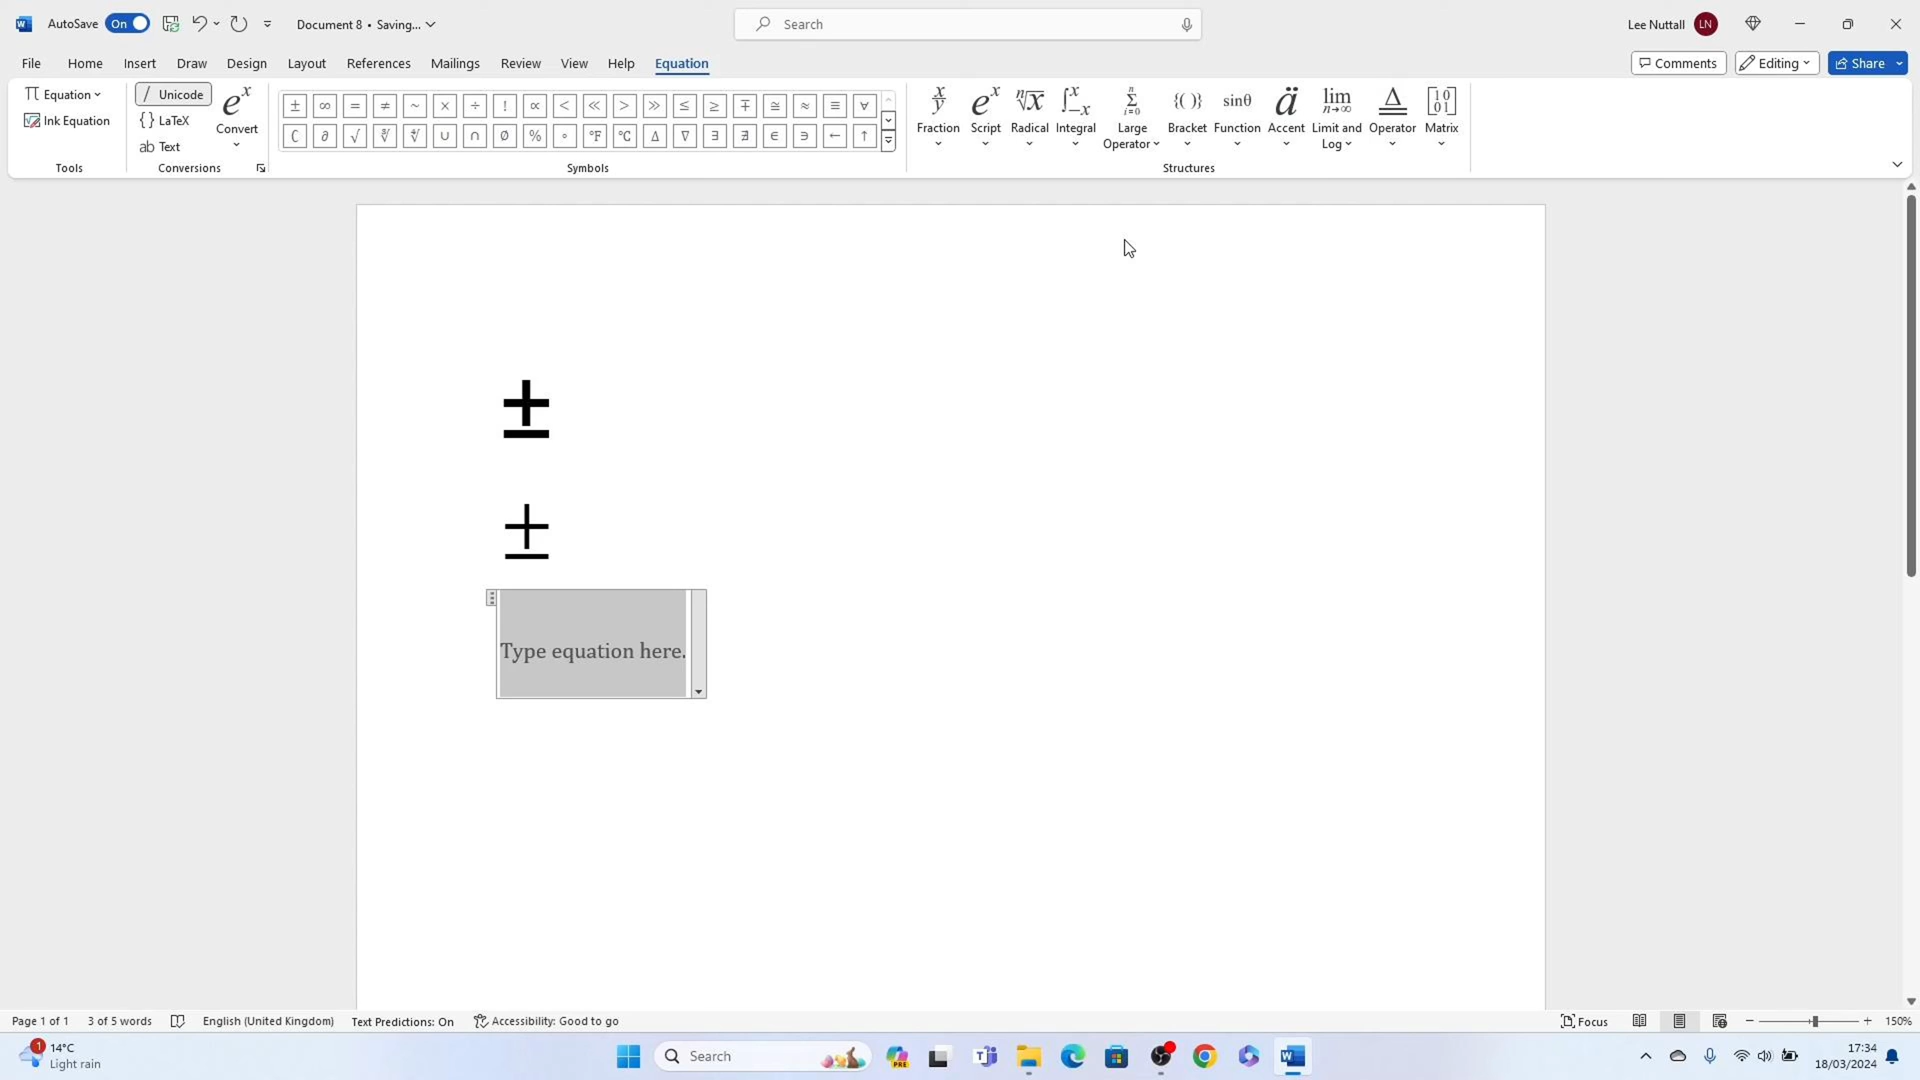 AutoSave On Document 8 • Saving... Search Lee Nuttall LN
File Home Insert Draw Design Layout References Mailings Review View Help Equation Comments Editing Share
π Equation / Unicode e^x ± ∞ = ≠ ~ × ÷ ! ∝ < ≪ > ≫ ≤ ≥ ∓ ≅ ≈ ≡ ∀
Ink Equation {} LaTeX Convert ∁ ∂ √ ∛ ∜ ∪ ∩ ∅ % ° °F °C ∆ ∇ ∃ ∄ ∈ ∋ ← ↑
ab Text
Fraction Script Radical Integral Large Operator Bracket Function Accent Limit and Log Operator Matrix
Tools Conversions Symbols Structures
±
±
Type equation here.
Page 1 of 1 3 of 5 words English (United Kingdom) Text Predictions: On Accessibility: Good to go Focus 150%
1 14°C
Light rain
Search
PRE
17:34
18/03/2024